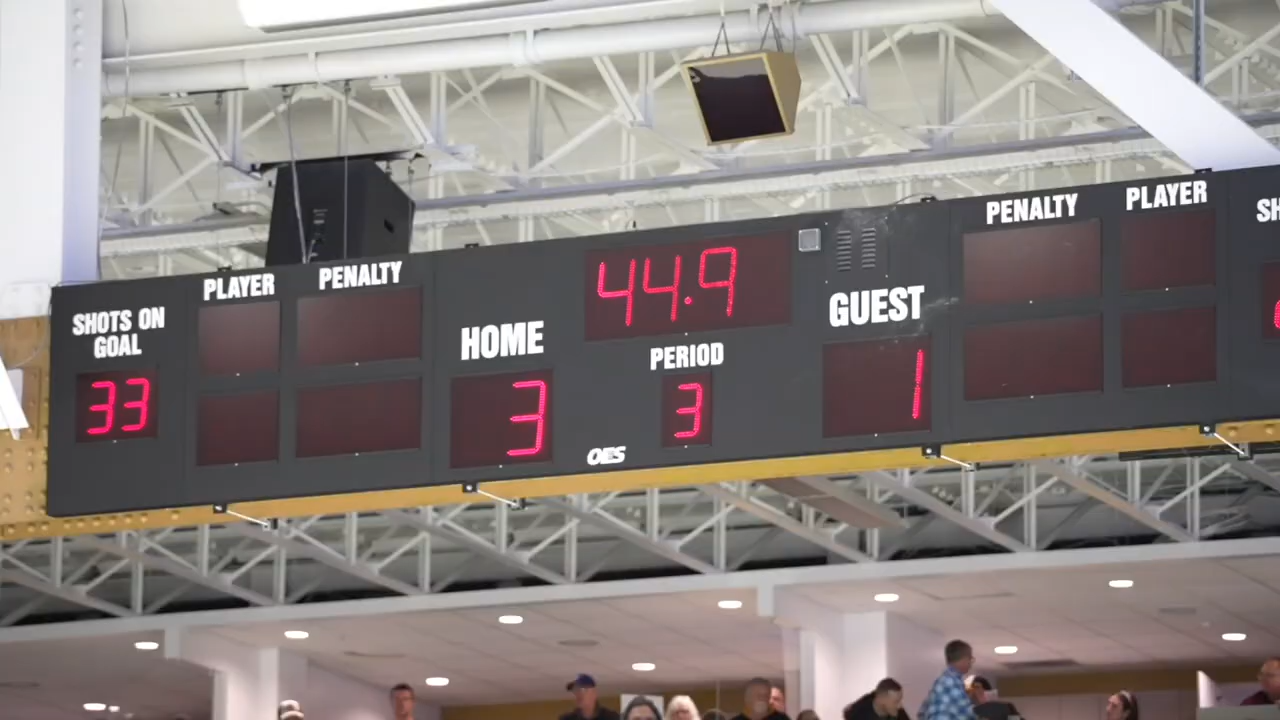 SHOTS ON
GOAL
33
PLAYER
PENALTY
HOME
3
44.9
PERIOD
3
OES
GUEST
1
PENALTY
PLAYER